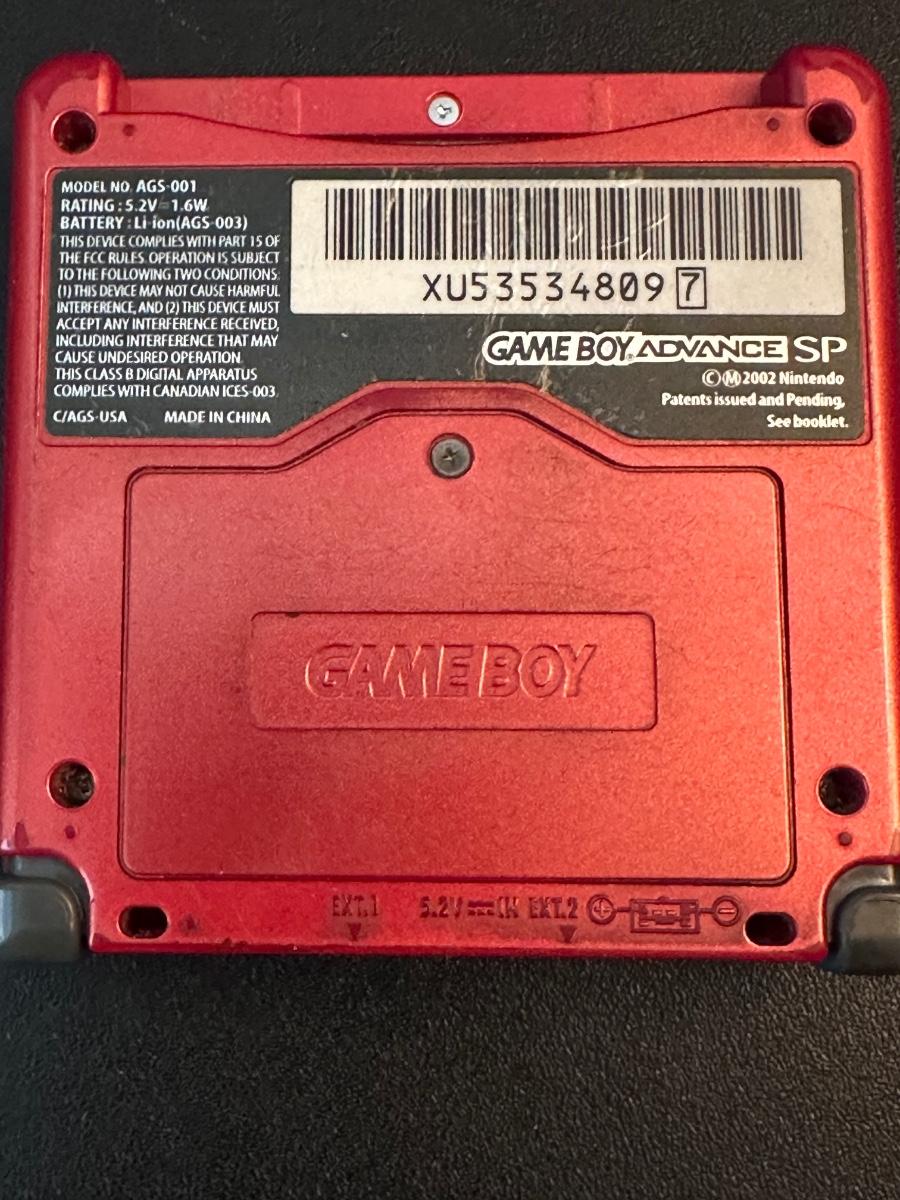 MODEL NO. AGS-001
RATING : 5.2V⎓1.6W
BATTERY : Li-ion(AGS-003)
THIS DEVICE COMPLIES WITH PART 15 OF
THE FCC RULES. OPERATION IS SUBJECT
TO THE FOLLOWING TWO CONDITIONS:
(1) THIS DEVICE MAY NOT CAUSE HARMFUL
INTERFERENCE, AND (2) THIS DEVICE MUST
ACCEPT ANY INTERFERENCE RECEIVED,
INCLUDING INTERFERENCE THAT MAY
CAUSE UNDESIRED OPERATION.
THIS CLASS B DIGITAL APPARATUS
COMPLIES WITH CANADIAN ICES-003.
C/AGS-USA MADE IN CHINA
XU53534809 7
GAME BOY ADVANCE SP
©Ⓜ2002 Nintendo
Patents issued and Pending,
See booklet.
GAME BOY
EXT.1 5.2V⎓IN EXT.2